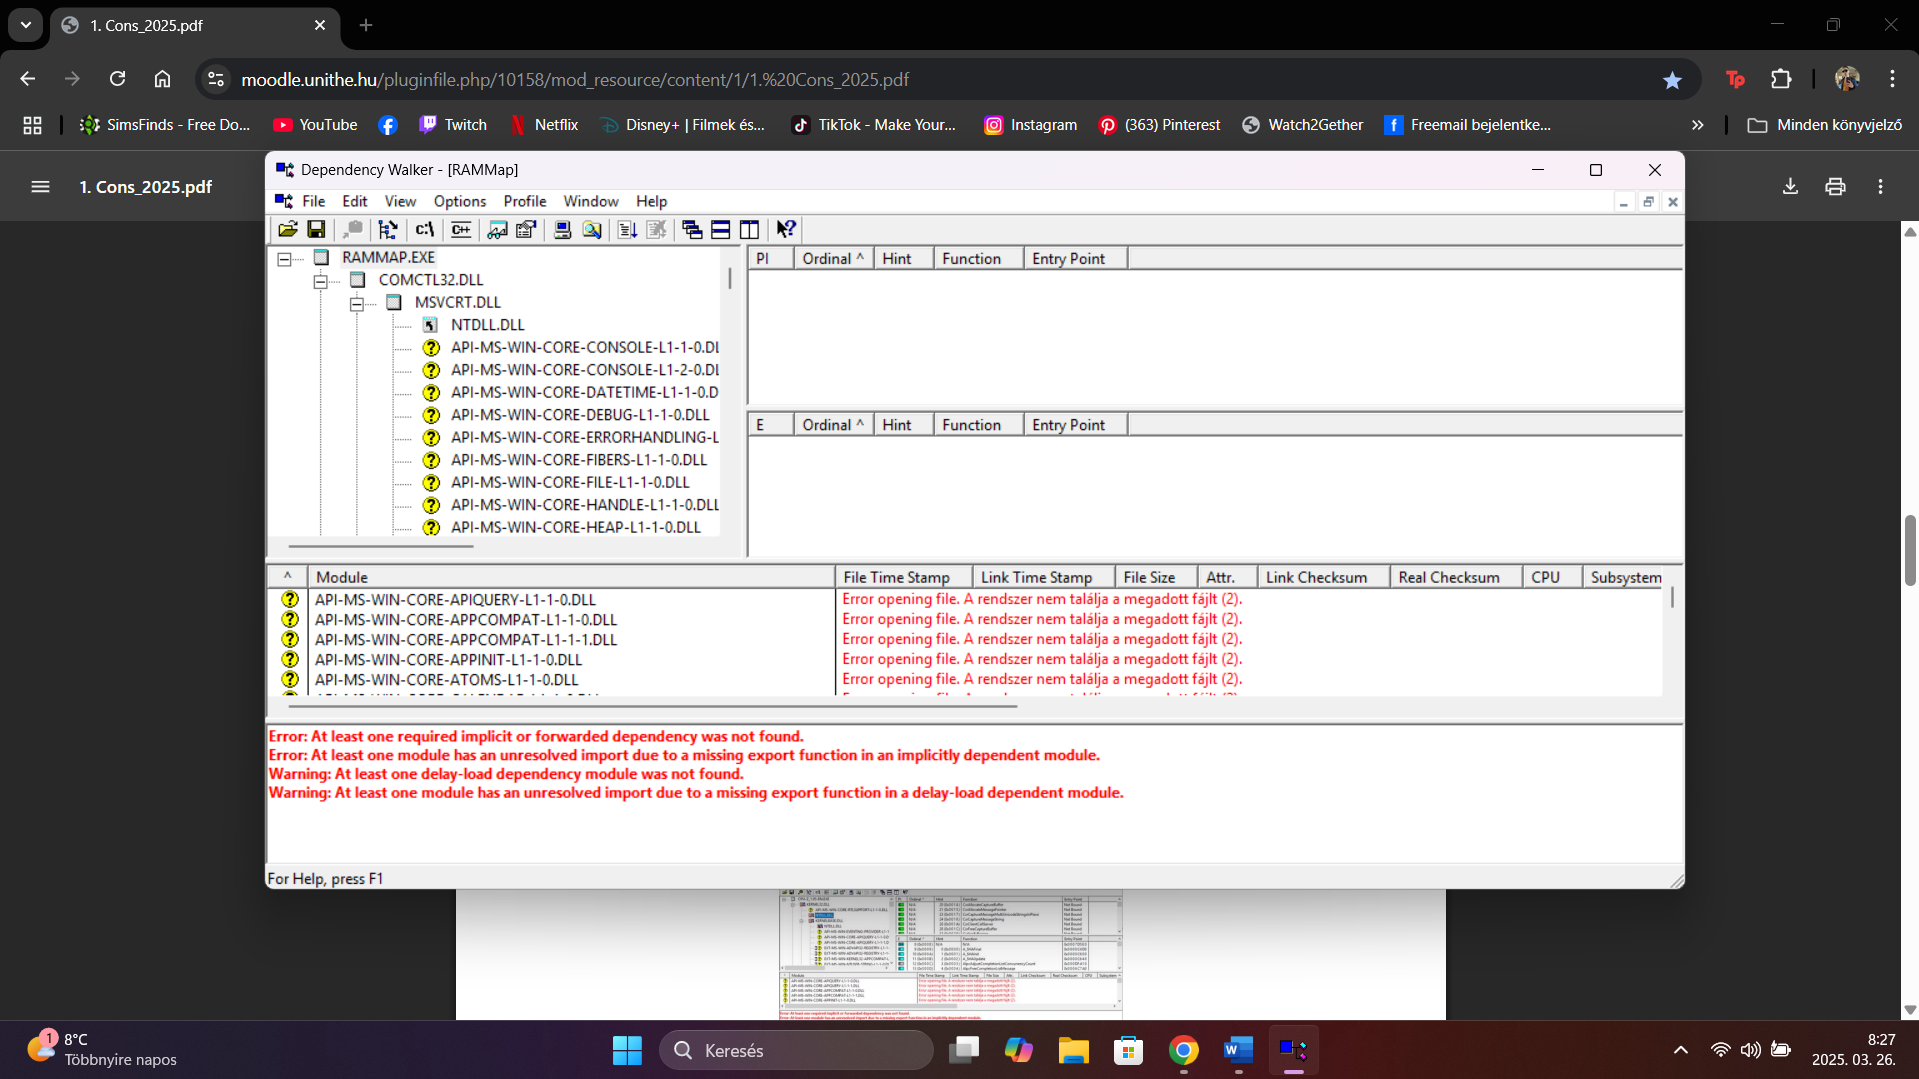 1. Cons_2025.pdf
moodle.unithe.hu/pluginfile.php/10158/mod_resource/content/1/1.%20Cons_2025.pdf
SimsFinds - Free Do...
YouTube
Twitch
Netflix
Disney+ | Filmek és...
TikTok - Make Your...
Instagram
(363) Pinterest
Watch2Gether
Freemail bejelentke...
»
Minden könyvjelző
1. Cons_2025.pdf
Dependency Walker - [RAMMap]
File Edit View Options Profile Window Help
c:\ C++
RAMMAP.EXE
COMCTL32.DLL
MSVCRT.DLL
NTDLL.DLL
API-MS-WIN-CORE-CONSOLE-L1-1-0.DL
API-MS-WIN-CORE-CONSOLE-L1-2-0.DL
API-MS-WIN-CORE-DATETIME-L1-1-0.D
API-MS-WIN-CORE-DEBUG-L1-1-0.DLL
API-MS-WIN-CORE-ERRORHANDLING-L
API-MS-WIN-CORE-FIBERS-L1-1-0.DLL
API-MS-WIN-CORE-FILE-L1-1-0.DLL
API-MS-WIN-CORE-HANDLE-L1-1-0.DLL
API-MS-WIN-CORE-HEAP-L1-1-0.DLL
PI Ordinal ^ Hint Function Entry Point
E Ordinal ^ Hint Function Entry Point
^ Module File Time Stamp Link Time Stamp File Size Attr. Link Checksum Real Checksum CPU Subsystem
API-MS-WIN-CORE-APIQUERY-L1-1-0.DLL Error opening file. A rendszer nem találja a megadott fájlt (2).
API-MS-WIN-CORE-APPCOMPAT-L1-1-0.DLL Error opening file. A rendszer nem találja a megadott fájlt (2).
API-MS-WIN-CORE-APPCOMPAT-L1-1-1.DLL Error opening file. A rendszer nem találja a megadott fájlt (2).
API-MS-WIN-CORE-APPINIT-L1-1-0.DLL Error opening file. A rendszer nem találja a megadott fájlt (2).
API-MS-WIN-CORE-ATOMS-L1-1-0.DLL Error opening file. A rendszer nem találja a megadott fájlt (2).
Error: At least one required implicit or forwarded dependency was not found.
Error: At least one module has an unresolved import due to a missing export function in an implicitly dependent module.
Warning: At least one delay-load dependency module was not found.
Warning: At least one module has an unresolved import due to a missing export function in a delay-load dependent module.
For Help, press F1
1
8°C
Többnyire napos
Keresés
8:27
2025. 03. 26.